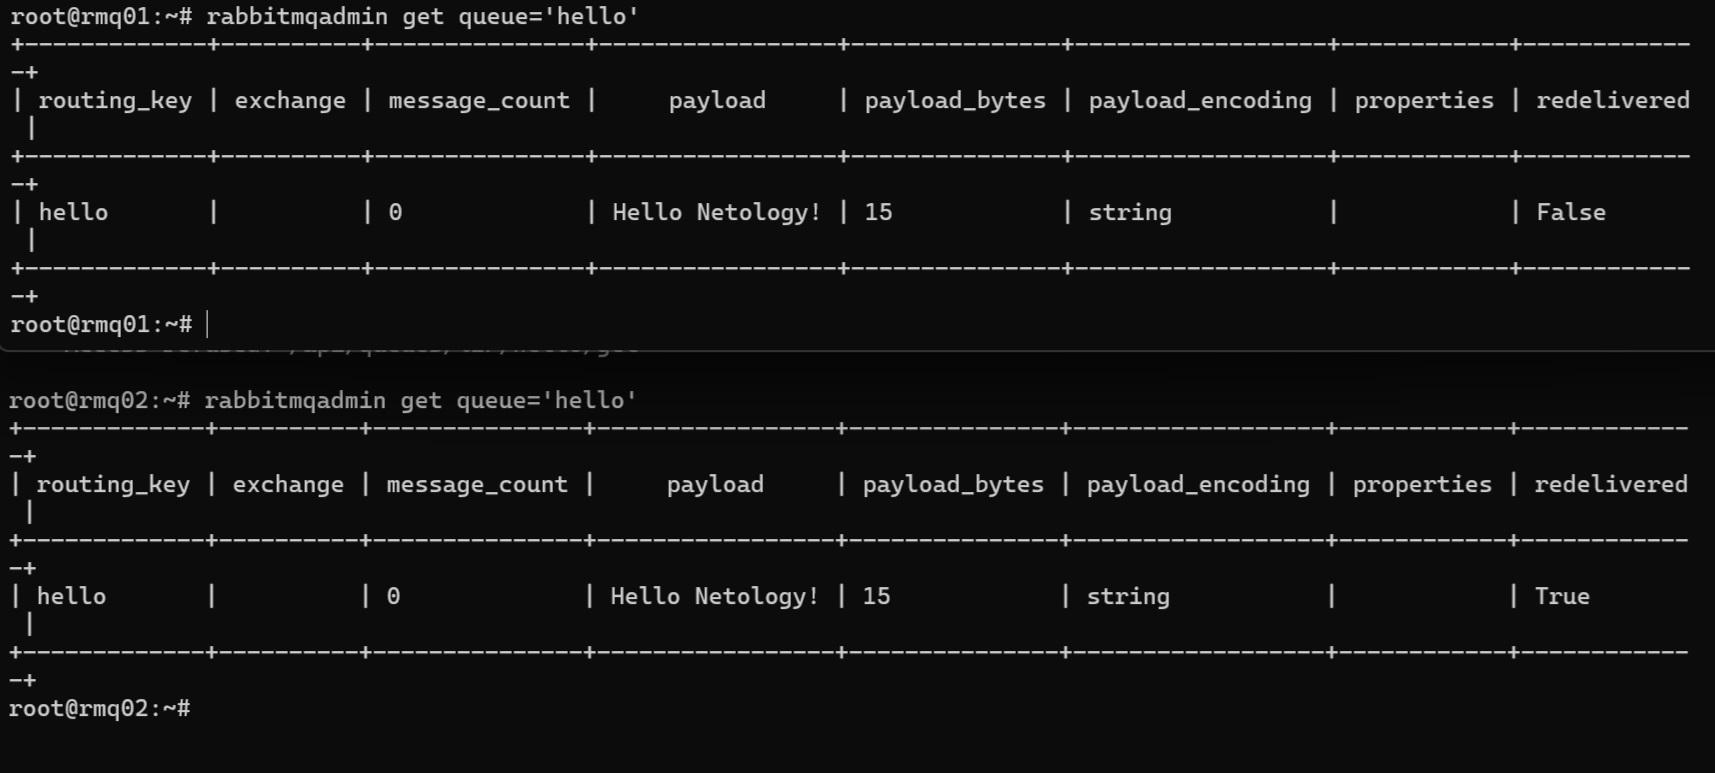 root@rmq01:~# rabbitmqadmin get queue='hello'
+-------------+----------+---------------+-----------------+---------------+------------------+------------+------------
-+
| routing_key | exchange | message_count |     payload     | payload_bytes | payload_encoding | properties | redelivered
 |
+-------------+----------+---------------+-----------------+---------------+------------------+------------+------------
-+
| hello       |          | 0             | Hello Netology! | 15            | string           |            | False
 |
+-------------+----------+---------------+-----------------+---------------+------------------+------------+------------
-+
root@rmq01:~#
root@rmq02:~# rabbitmqadmin get queue='hello'
+-------------+----------+---------------+-----------------+---------------+------------------+------------+------------
-+
| routing_key | exchange | message_count |     payload     | payload_bytes | payload_encoding | properties | redelivered
 |
+-------------+----------+---------------+-----------------+---------------+------------------+------------+------------
-+
| hello       |          | 0             | Hello Netology! | 15            | string           |            | True
 |
+-------------+----------+---------------+-----------------+---------------+------------------+------------+------------
-+
root@rmq02:~#